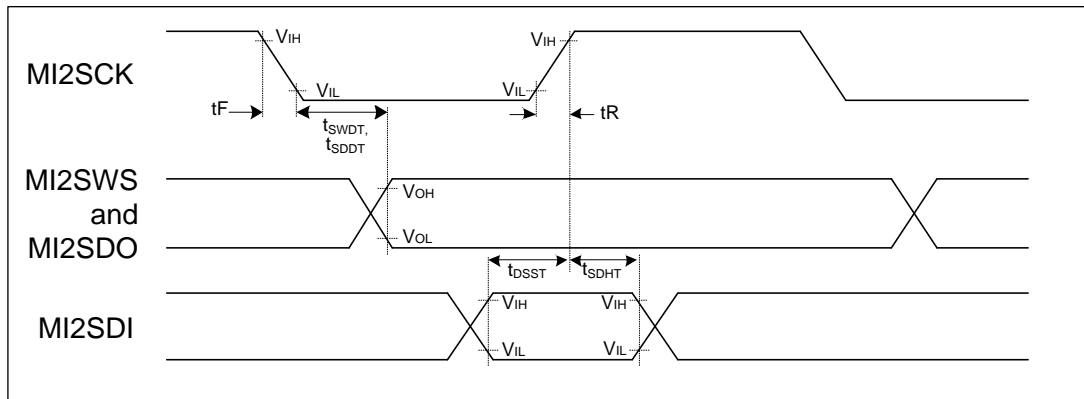 MI2SCK
VIH
VIL
tF
tSWDT,
tSDDT
VIH
VIL
tR
MI2SWS
and
MI2SDO
VOH
VOL
tDSST
tSDHT
MI2SDI
VIH
VIL
VIH
VIL